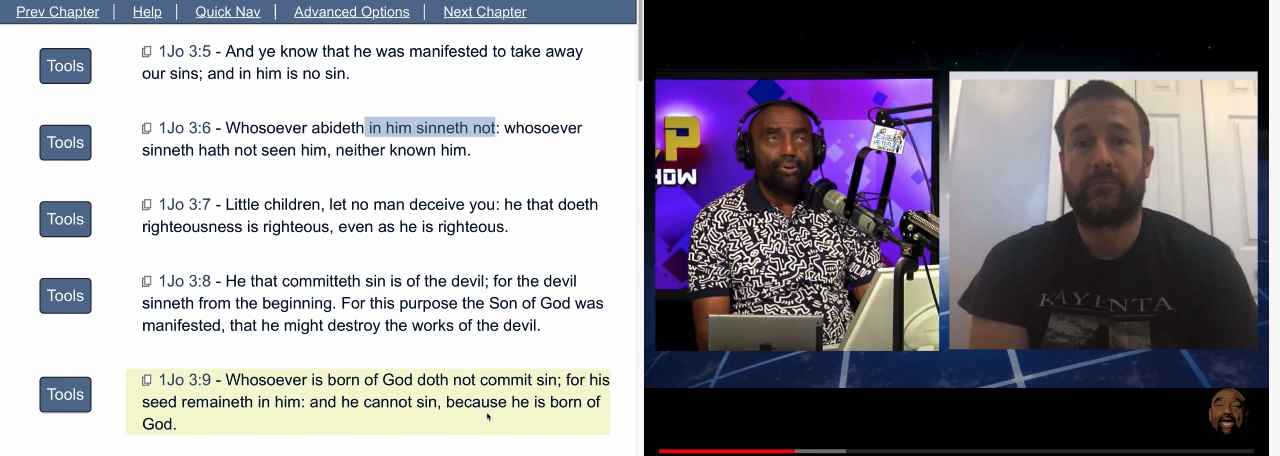 Prev Chapter | Help | Quick Nav | Advanced Options | Next Chapter
Tools
1Jo 3:5 - And ye know that he was manifested to take away
our sins; and in him is no sin.
Tools
1Jo 3:6 - Whosoever abideth in him sinneth not: whosoever
sinneth hath not seen him, neither known him.
Tools
1Jo 3:7 - Little children, let no man deceive you: he that doeth
righteousness is righteous, even as he is righteous.
Tools
1Jo 3:8 - He that committeth sin is of the devil; for the devil
sinneth from the beginning. For this purpose the Son of God was
manifested, that he might destroy the works of the devil.
Tools
1Jo 3:9 - Whosoever is born of God doth not commit sin; for his
seed remaineth in him: and he cannot sin, because he is born of
God.
LP
HOW
JESSE
KAYENTA